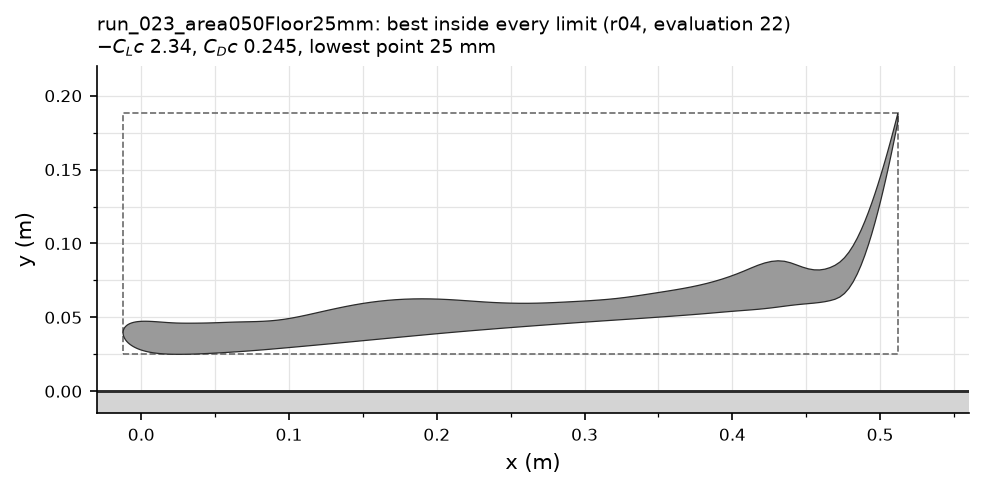 run_023_area050Floor25mm: best inside every limit (r04, evaluation 22)
−C_Lc 2.34, C_Dc 0.245, lowest point 25 mm
y (m)
0.20
0.15
0.10
0.05
0.00
0.0 0.1 0.2 0.3 0.4 0.5
x (m)